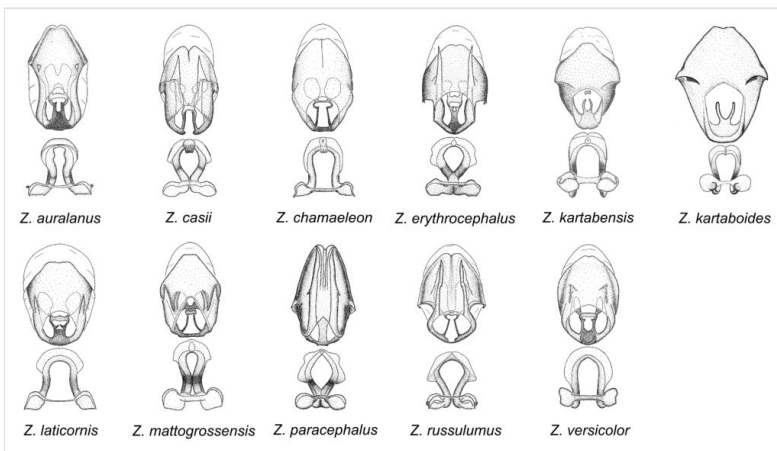 Z. auralanus
Z. casii
Z. chamaeleon
Z. erythrocephalus
Z. kartabensis
Z. kartaboides
Z. laticornis
Z. mattogrossensis
Z. paracephalus
Z. russulumus
Z. versicolor